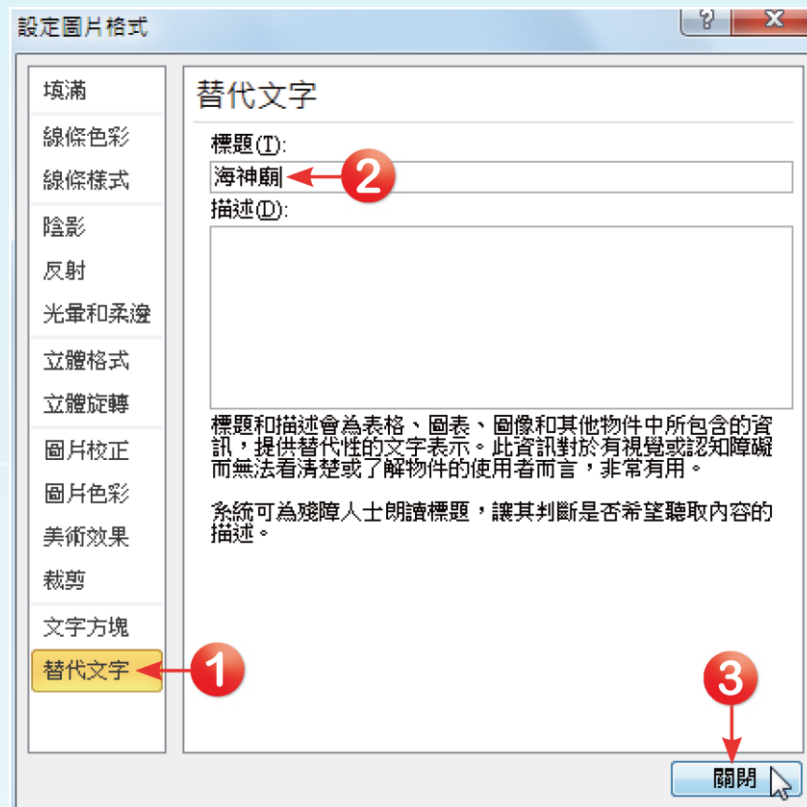 設定圖片格式
?
X
填滿
線條色彩
線條樣式
陰影
反射
光暈和柔邊
立體格式
立體旋轉
圖片校正
圖片色彩
美術效果
裁剪
文字方塊
替代文字
1
替代文字
標題(T):
海神廟
2
描述(D):
標題和描述會為表格、圖表、圖像和其他物件中所包含的資
訊，提供替代性的文字表示。此資訊對於有視覺或認知障礙
而無法看清楚或了解物件的使用者而言，非常有用。
系統可為殘障人士朗讀標題，讓其判斷是否希望聽取內容的
描述。
3
關閉